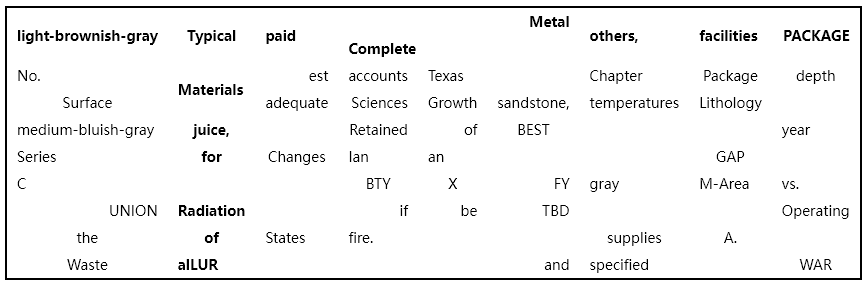 light-brownish-gray Typical paid Complete Metal others, facilities PACKAGE
No. Materials est accounts Texas Chapter Package depth
Surface adequate Sciences Growth sandstone, temperatures Lithology
medium-bluish-gray juice, Retained of BEST year
Series for Changes lan an GAP
C BTY X FY gray M-Area vs.
UNION Radiation if be TBD Operating
the of States fire. supplies A.
Waste alLUR and specified WAR